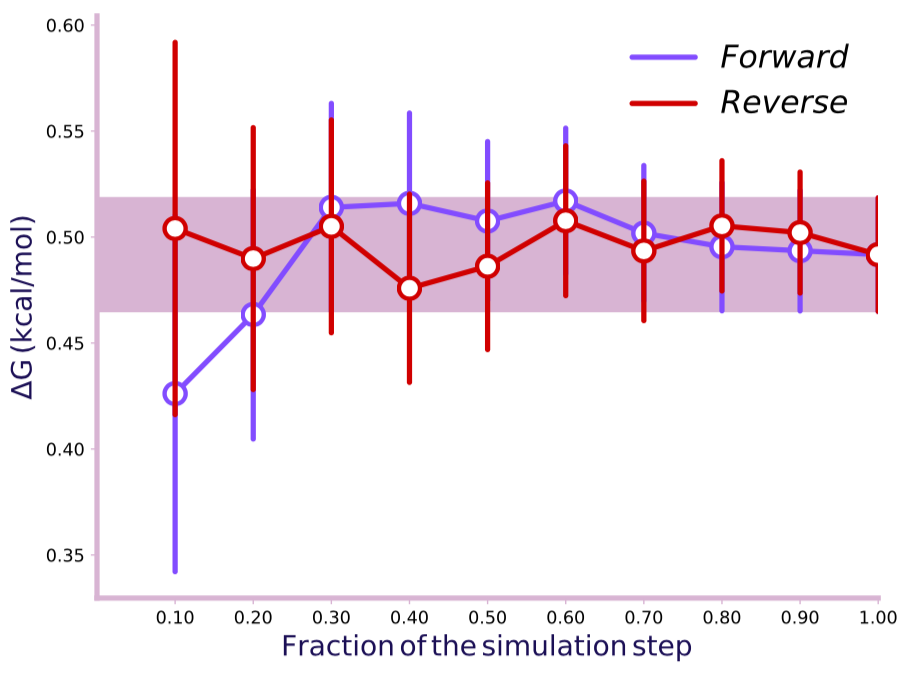 0.60
0.55
0.50
0.45
0.40
0.35
ΔG (kcal/mol)
Forward
Reverse
0.10 0.20 0.30 0.40 0.50 0.60 0.70 0.80 0.90 1.00
Fraction of the simulation step